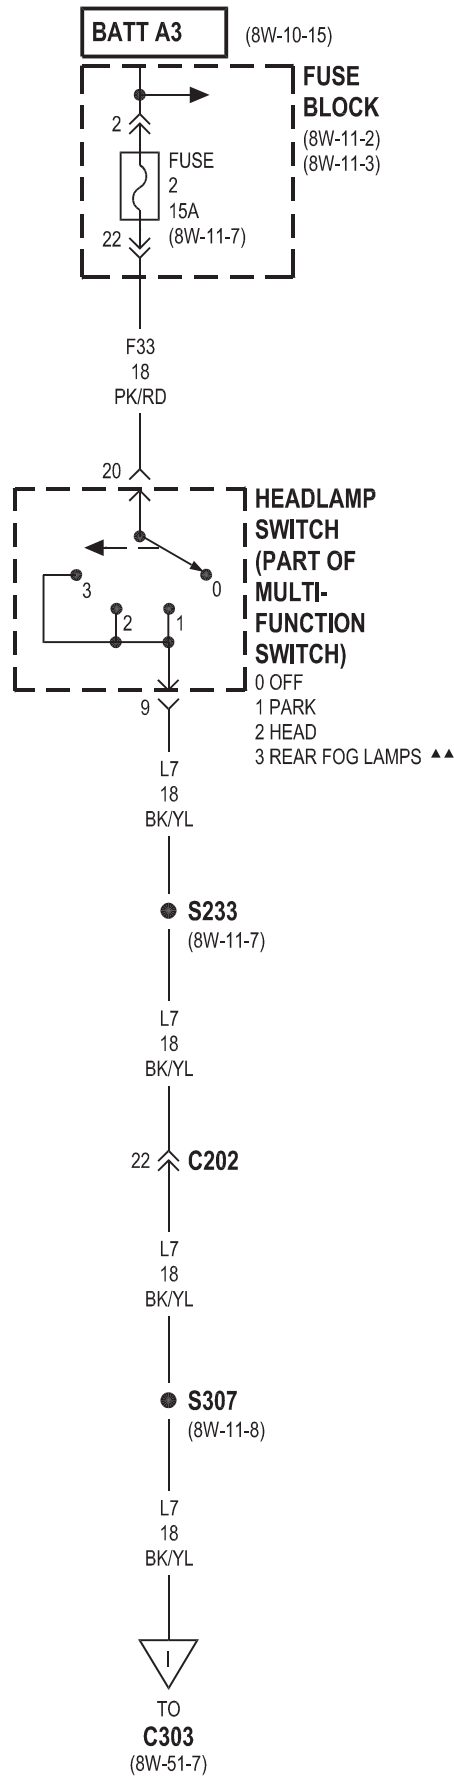 BATT A3 (8W-10-15)
FUSE
BLOCK
(8W-11-2)
(8W-11-3)
2
FUSE
2
15A
(8W-11-7)
22
F33
18
PK/RD
20
HEADLAMP
SWITCH
(PART OF
MULTI-
FUNCTION
SWITCH)
0 OFF
1 PARK
2 HEAD
3 REAR FOG LAMPS ▲▲
3
0
2
1
9
L7
18
BK/YL
S233
(8W-11-7)
L7
18
BK/YL
22 C202
L7
18
BK/YL
S307
(8W-11-8)
L7
18
BK/YL
I
TO
C303
(8W-51-7)